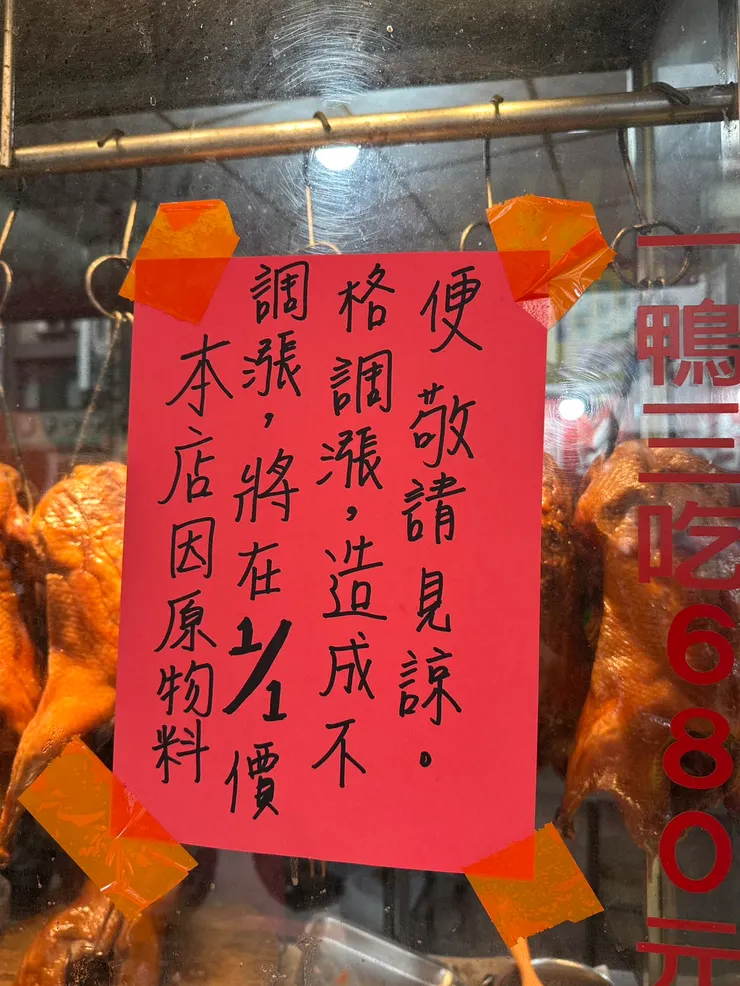 本店因原物料
調漲,將在1/1價
格調漲,造成不
便 敬請見諒。
一鴨三吃680元